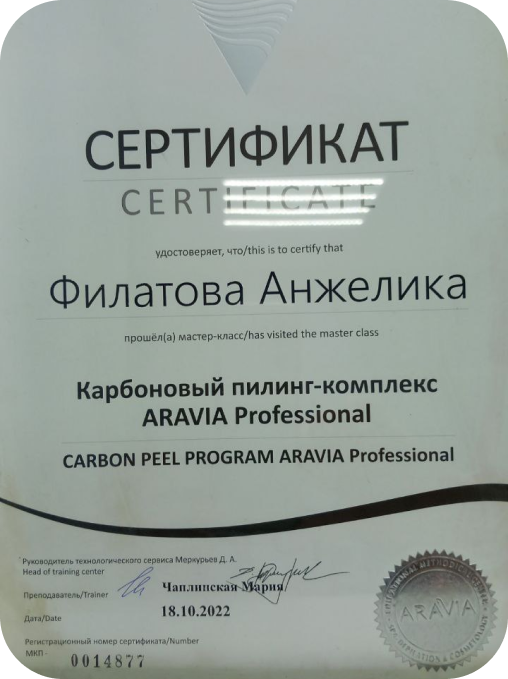 СЕРТИФИКАТ
CERTIFICATE
удостоверяет, что/this is to certify that
Филатова Анжелика
прошёл(а) мастер-класс/has visited the master class
Карбоновый пилинг-комплекс
ARAVIA Professional
CARBON PEEL PROGRAM ARAVIA Professional
Руководитель технологического сервиса Меркурьев Д. А.
Head of training center
Преподаватель/Trainer Чаплинская Мария
Дата/Date 18.10.2022
Регистрационный номер сертификата/Number
МКП - 0014877
ARAVIA